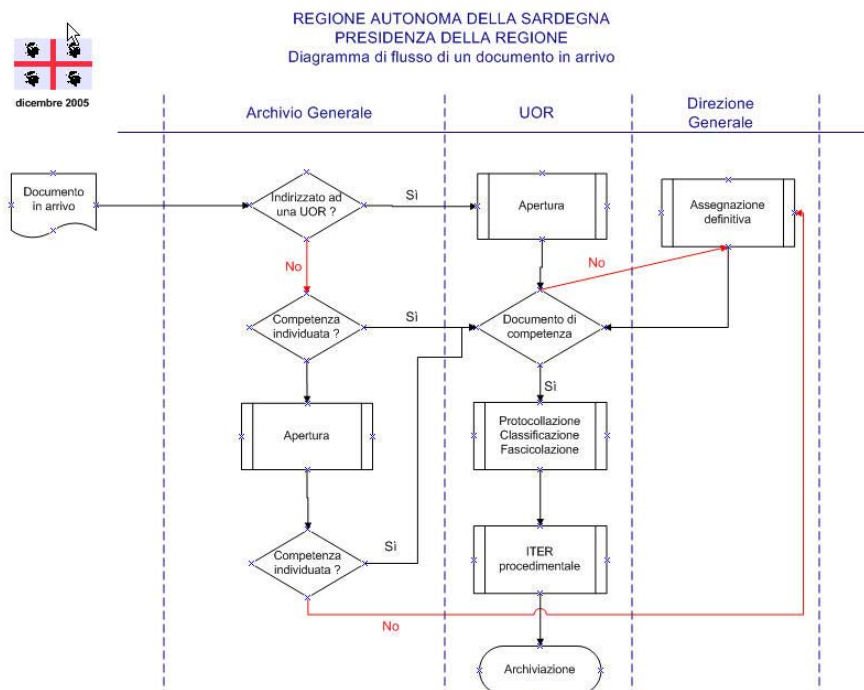 REGIONE AUTONOMA DELLA SARDEGNA
PRESIDENZA DELLA REGIONE
Diagramma di flusso di un documento in arrivo
dicembre 2005
Archivio Generale
UOR
Direzione
Generale
Documento
in arrivo
Indirizzato ad
una UOR ?
Sì
Apertura
Assegnazione
definitiva
No
No
Competenza
individuata ?
Sì
Documento di
competenza
Sì
Apertura
Protocollazione
Classificazione
Fascicolazione
Competenza
individuata ?
Sì
ITER
procedimentale
No
Archiviazione